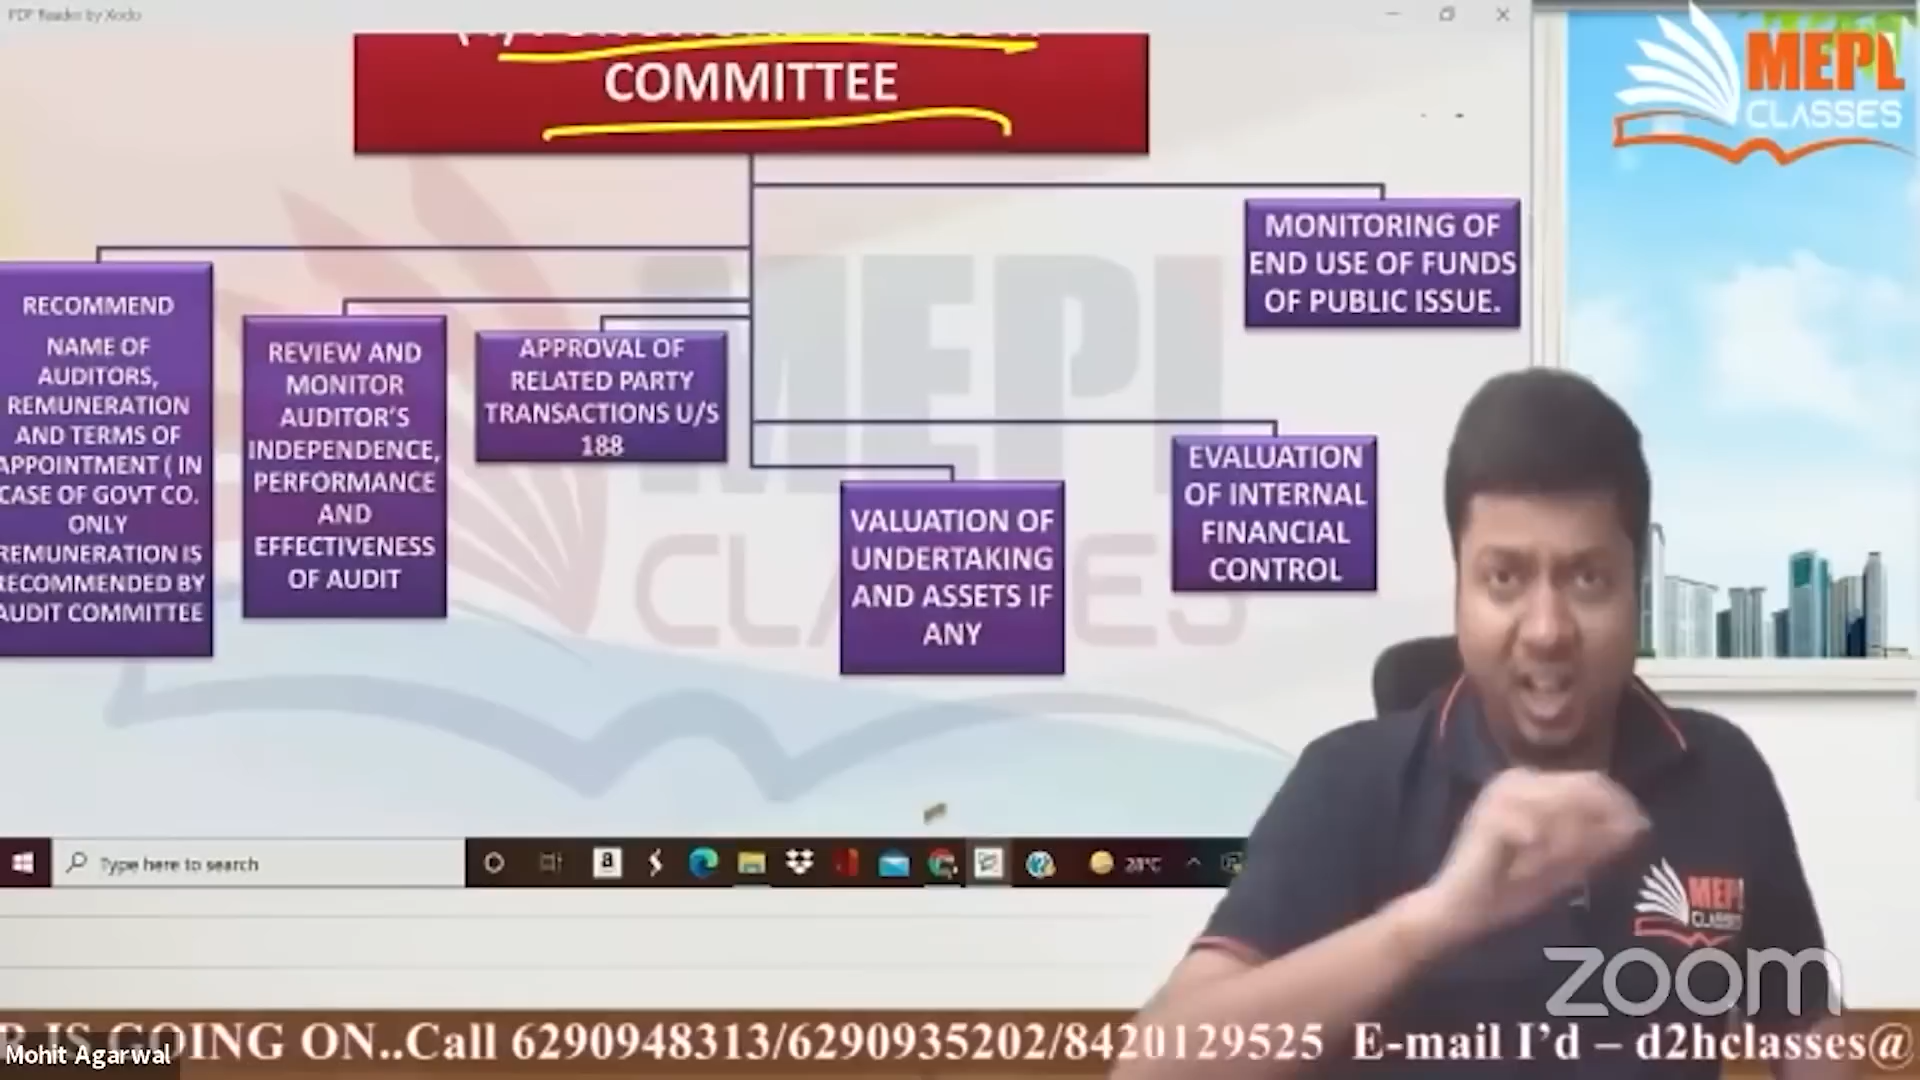 PDF Reader by Xodo
COMMITTEE
MEPL
CLASSES
MONITORING OF
END USE OF FUNDS
OF PUBLIC ISSUE.
RECOMMEND
NAME OF
AUDITORS,
REMUNERATION
AND TERMS OF
APPOINTMENT ( IN
CASE OF GOVT CO.
ONLY
REMUNERATION IS
RECOMMENDED BY
AUDIT COMMITTEE
REVIEW AND
MONITOR
AUDITOR'S
INDEPENDENCE,
PERFORMANCE
AND
EFFECTIVENESS
OF AUDIT
APPROVAL OF
RELATED PARTY
TRANSACTIONS U/S
188
VALUATION OF
UNDERTAKING
AND ASSETS IF
ANY
EVALUATION
OF INTERNAL
FINANCIAL
CONTROL
MEPL
CLASSES
Type here to search
28°C
MEPL
CLASSES
zoom
R IS GOING ON..Call 6290948313/6290935202/8420129525 E-mail I'd – d2hclasses@
Mohit Agarwal